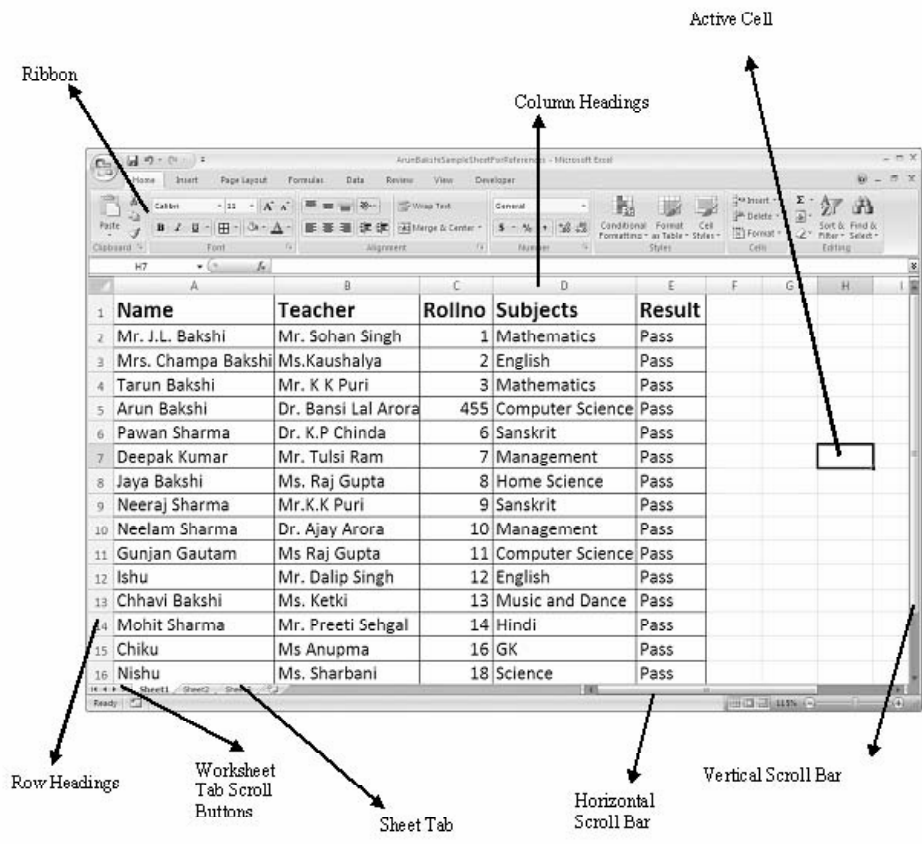 Active Cell
Ribbon
Column Headings
ArunBakshiSampleSheetForReferences - Microsoft Excel
Home Insert Page Layout Formulas Data Review View Developer
Paste
Calibri 11
Wrap Text
General
Conditional Formatting
Format as Table
Cell Styles
Insert
Delete
Format
Sort & Filter
Find & Select
B I U
Merge & Center
$ % ,
Clipboard Font Alignment Number Styles Cells Editing
H7 fx
A B C D E F G H I
1 Name Teacher Rollno Subjects Result
2 Mr. J.L. Bakshi Mr. Sohan Singh 1 Mathematics Pass
3 Mrs. Champa Bakshi Ms.Kaushalya 2 English Pass
4 Tarun Bakshi Mr. K K Puri 3 Mathematics Pass
5 Arun Bakshi Dr. Bansi Lal Arora 455 Computer Science Pass
6 Pawan Sharma Dr. K.P Chinda 6 Sanskrit Pass
7 Deepak Kumar Mr. Tulsi Ram 7 Management Pass
8 Jaya Bakshi Ms. Raj Gupta 8 Home Science Pass
9 Neeraj Sharma Mr.K.K Puri 9 Sanskrit Pass
10 Neelam Sharma Dr. Ajay Arora 10 Management Pass
11 Gunjan Gautam Ms Raj Gupta 11 Computer Science Pass
12 Ishu Mr. Dalip Singh 12 English Pass
13 Chhavi Bakshi Ms. Ketki 13 Music and Dance Pass
14 Mohit Sharma Mr. Preeti Sehgal 14 Hindi Pass
15 Chiku Ms Anupma 16 GK Pass
16 Nishu Ms. Sharbani 18 Science Pass
Sheet1 Sheet2
Ready 115%
Row Headings
Worksheet
Tab Scroll
Buttons
Sheet Tab
Horizontal
Scroll Bar
Vertical Scroll Bar